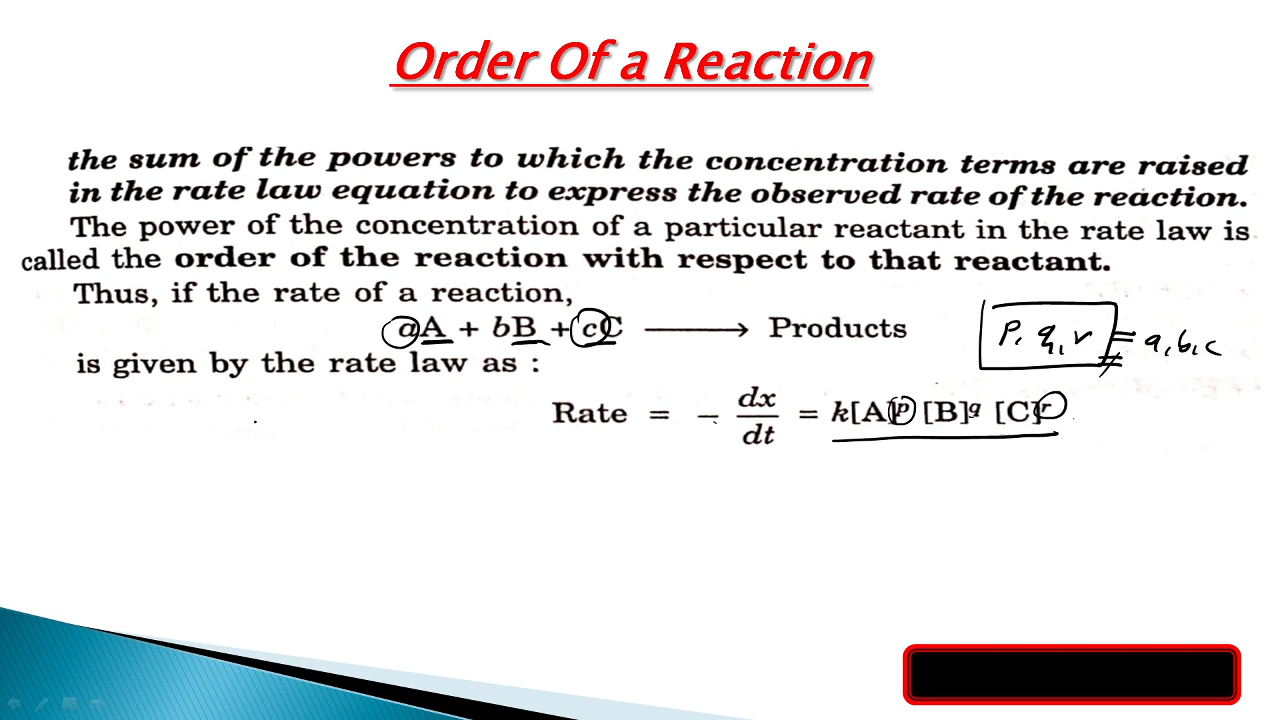 Order Of a Reaction
the sum of the powers to which the concentration terms are raised
in the rate law equation to express the observed rate of the reaction.
The power of the concentration of a particular reactant in the rate law is
called the order of the reaction with respect to that reactant.
Thus, if the rate of a reaction,
aA + bB + cC ⟶ Products
p, q, r = a, b, c
is given by the rate law as :
Rate = − dx/dt = k[A]ᵖ [B]^q [C]ʳ